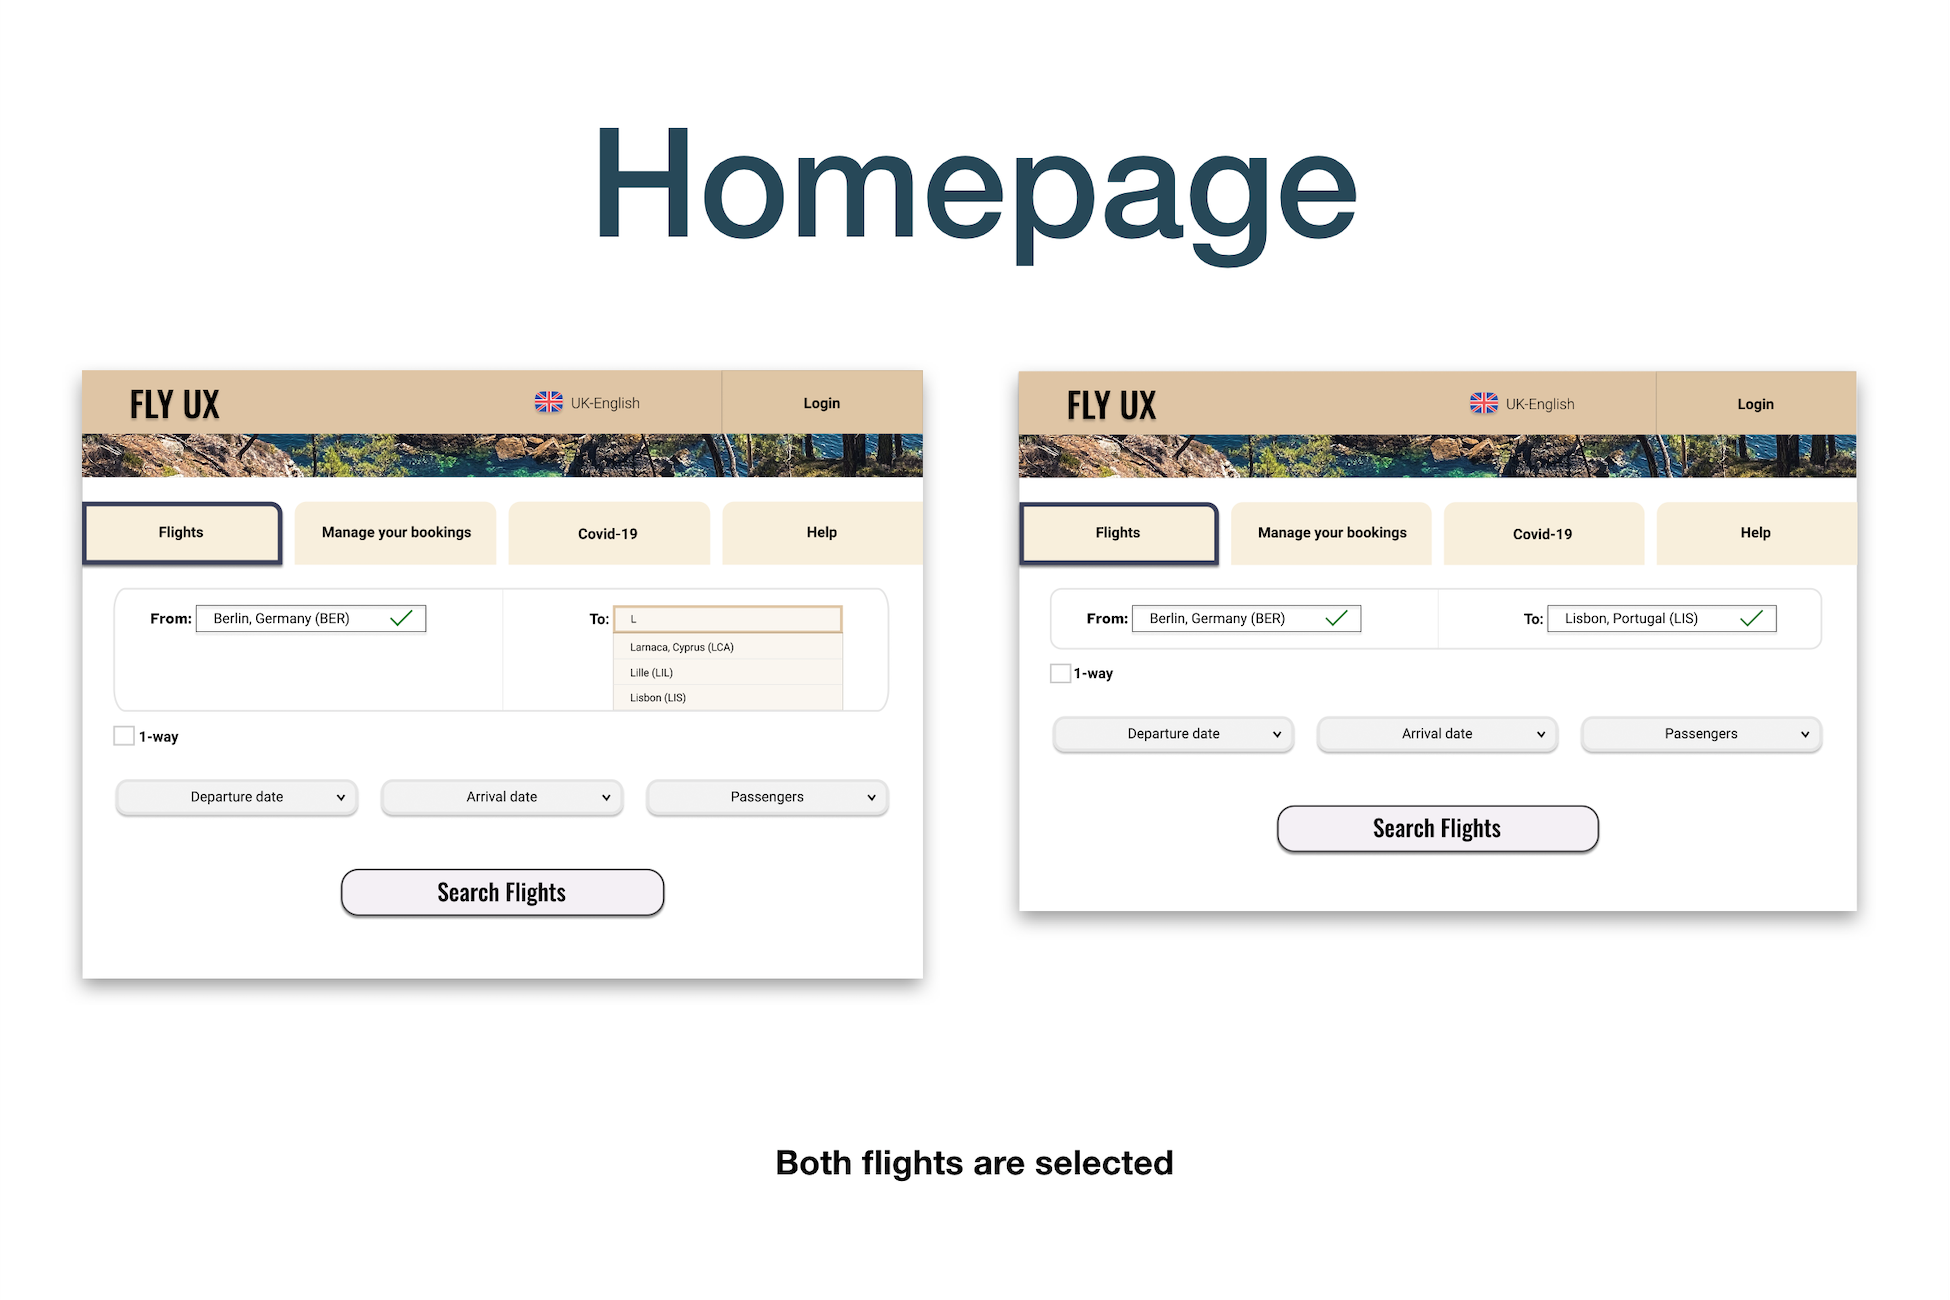 Homepage
FLY UX
UK-English
Login
Flights
Manage your bookings
Covid-19
Help
From: Berlin, Germany (BER)
To: L
Larnaca, Cyprus (LCA)
Lille (LIL)
Lisbon (LIS)
1-way
Departure date
Arrival date
Passengers
Search Flights
FLY UX
UK-English
Login
Flights
Manage your bookings
Covid-19
Help
From: Berlin, Germany (BER)
To: Lisbon, Portugal (LIS)
1-way
Departure date
Arrival date
Passengers
Search Flights
Both flights are selected